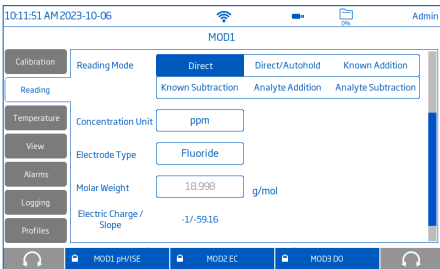 10:11:51 AM 2023-10-06 0% Admin
MOD1
Calibration
Reading
Temperature
View
Alarms
Logging
Profiles
Reading Mode Direct Direct/Autohold Known Addition
Known Subtraction Analyte Addition Analyte Subtraction
Concentration Unit ppm
Electrode Type Fluoride
Molar Weight 18.998 g/mol
Electric Charge /
Slope -1/-59.16
MOD1 pH/ISE MOD2 EC MOD3 DO